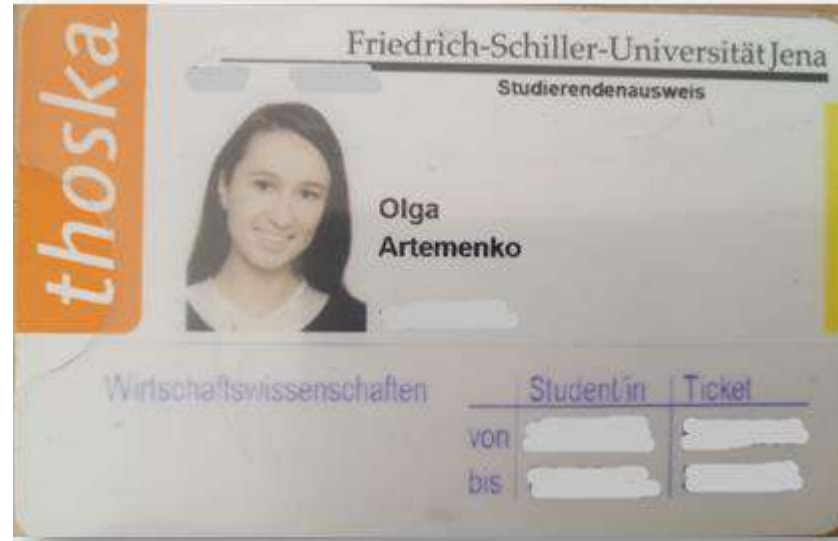 thoska
Friedrich-Schiller-Universität Jena
Studierendenausweis
Olga
Artemenko
Wirtschaftswissenschaften
Student/in Ticket
von
bis